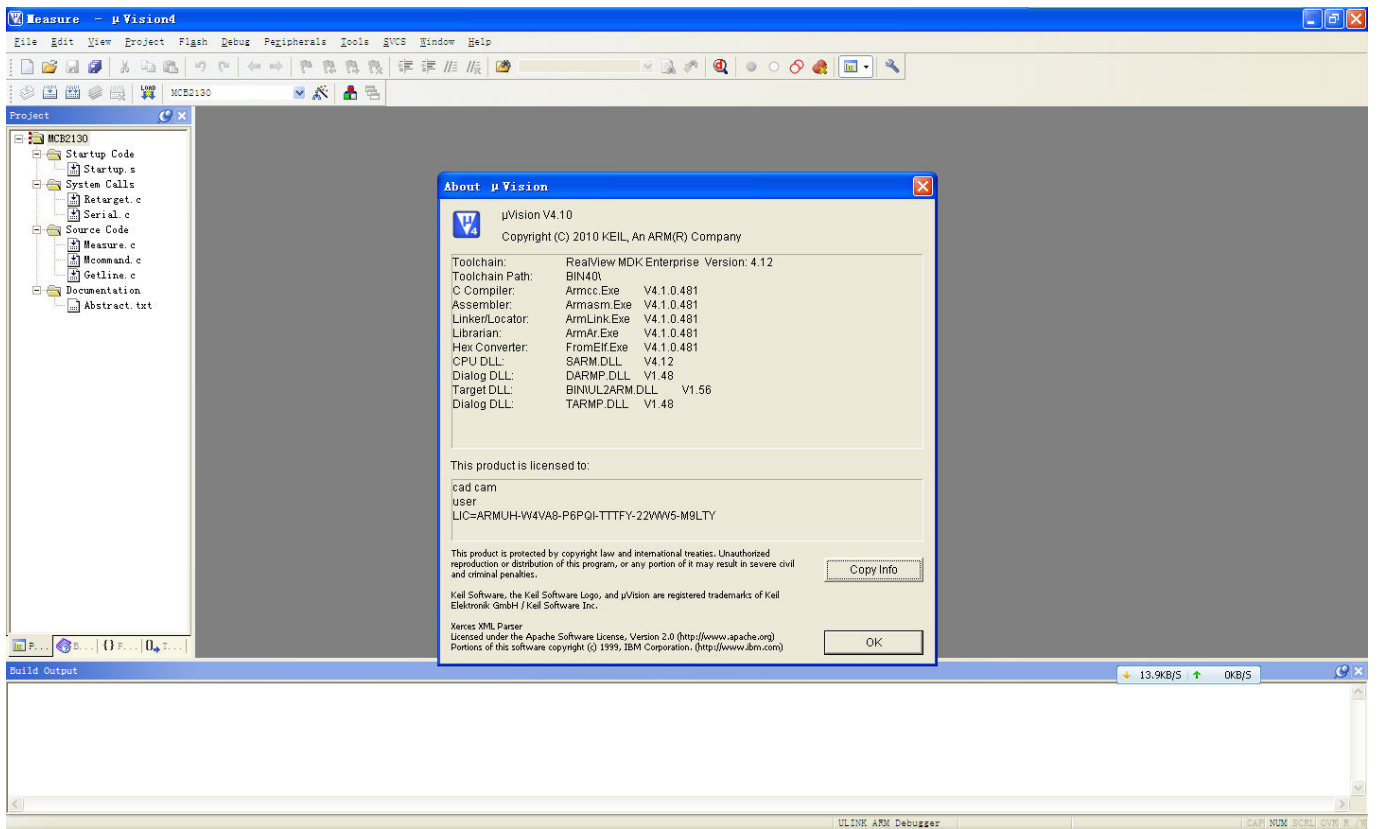 Measure - µVision4
File Edit View Project Flash Debug Peripherals Tools SVCS Window Help
LOAD MCB2130
Project
MCB2130
Startup Code
Startup.s
System Calls
Retarget.c
Serial.c
Source Code
Measure.c
Mcommand.c
Getline.c
Documentation
Abstract.txt
P... B... {} F... 0 T...
About µVision
µVision V4.10
Copyright (C) 2010 KEIL, An ARM(R) Company
Toolchain: RealView MDK Enterprise Version: 4.12
Toolchain Path: BIN40\
C Compiler: Armcc.Exe V4.1.0.481
Assembler: Armasm.Exe V4.1.0.481
Linker/Locator: ArmLink.Exe V4.1.0.481
Librarian: ArmAr.Exe V4.1.0.481
Hex Converter: FromElf.Exe V4.1.0.481
CPU DLL: SARM.DLL V4.12
Dialog DLL: DARMP.DLL V1.48
Target DLL: BIN\UL2ARM.DLL V1.56
Dialog DLL: TARMP.DLL V1.48
This product is licensed to:
cad cam
user
LIC=ARMUH-W4VA8-P6PQI-TTTFY-22WW5-M9LTY
This product is protected by copyright law and international treaties. Unauthorized
reproduction or distribution of this program, or any portion of it may result in severe civil
and criminal penalties.
Copy Info
Keil Software, the Keil Software Logo, and µVision are registered trademarks of Keil
Elektronik GmbH / Keil Software Inc.
Xerces XML Parser
Licensed under the Apache Software License, Version 2.0 (http://www.apache.org)
Portions of this software copyright (c) 1999, IBM Corporation. (http://www.ibm.com)
OK
Build Output
13.9KB/S 0KB/S
ULINK ARM Debugger
CAP NUM SCRL OVR R /W